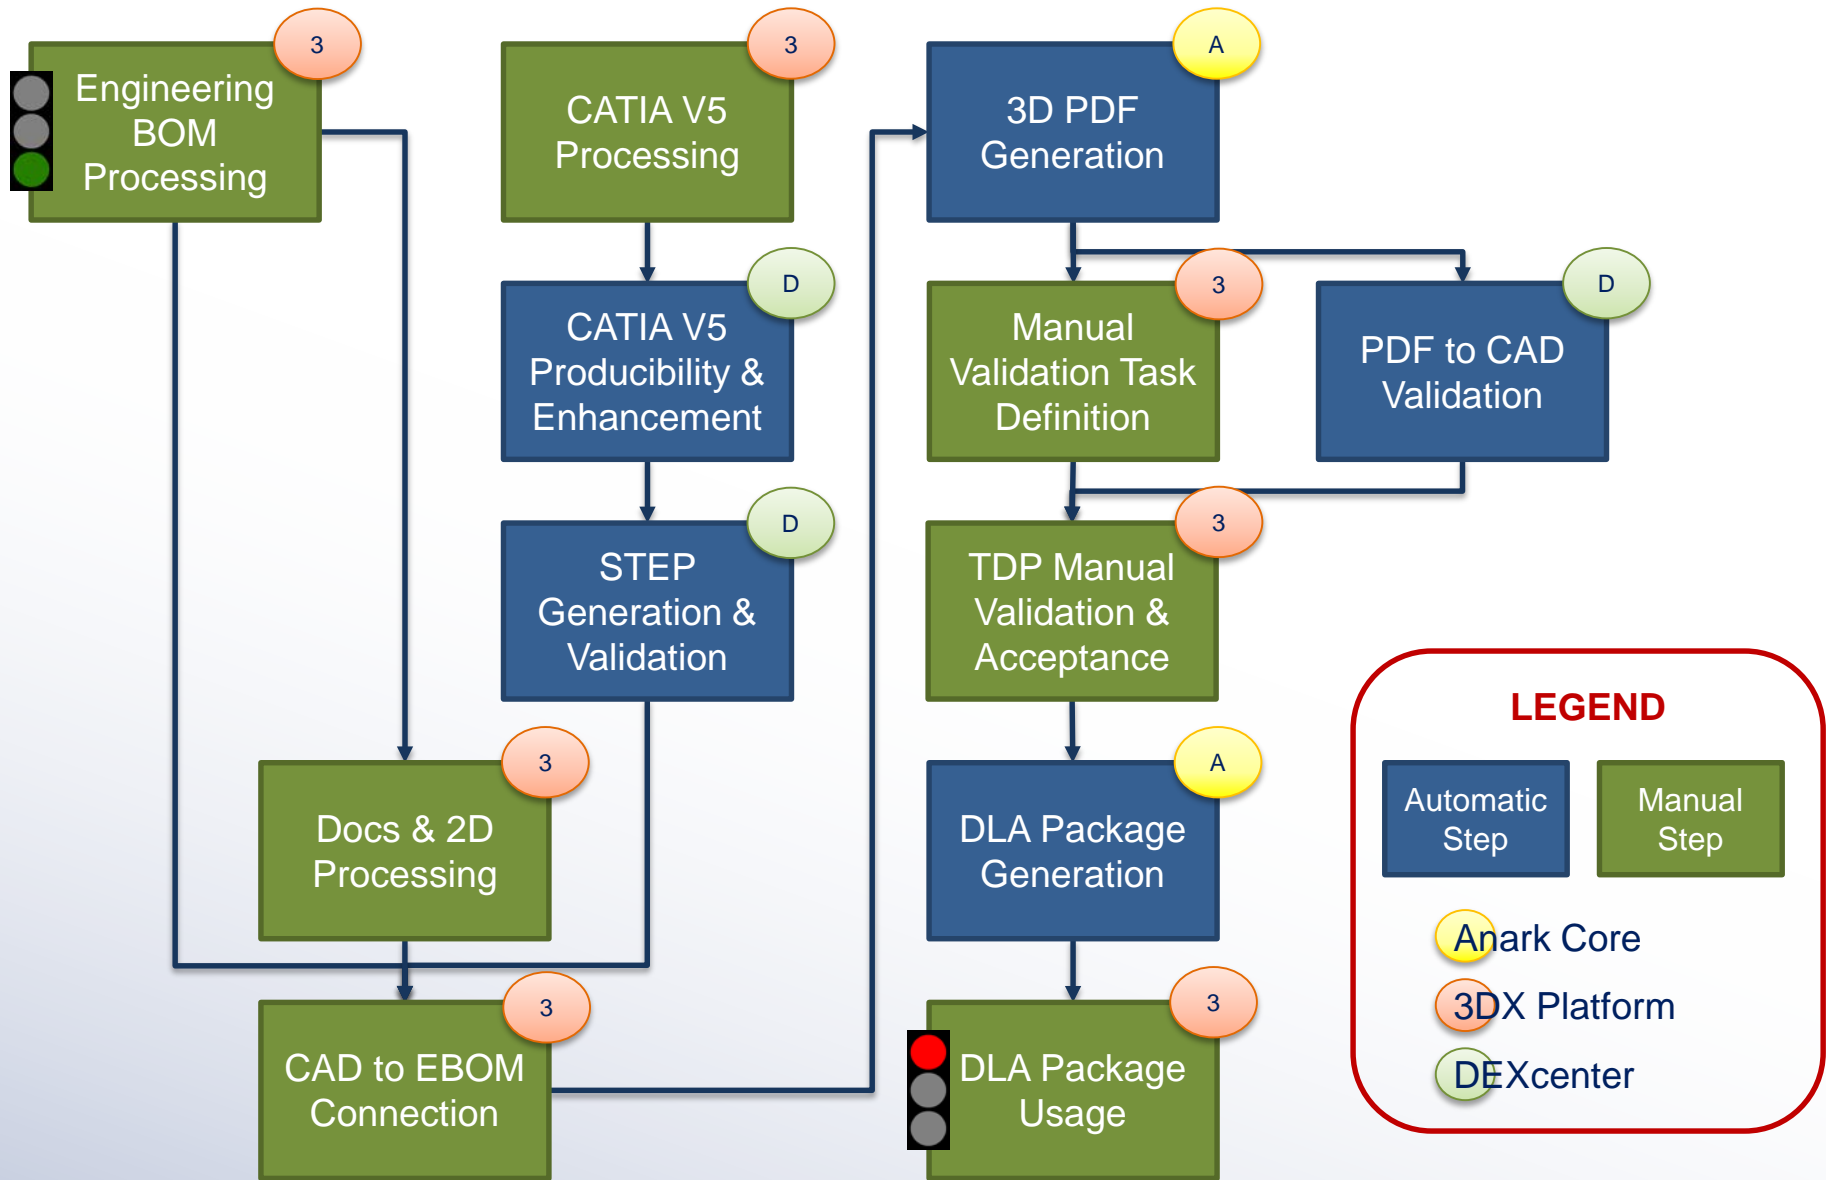 3
Engineering
BOM
Processing
3
CATIA V5
Processing
A
3D PDF
Generation
D
CATIA V5
Producibility &
Enhancement
3
Manual
Validation Task
Definition
D
PDF to CAD
Validation
D
STEP
Generation &
Validation
3
TDP Manual
Validation &
Acceptance
3
Docs & 2D
Processing
A
DLA Package
Generation
3
CAD to EBOM
Connection
3
DLA Package
Usage
LEGEND
Automatic
Step
Manual
Step
Anark Core
3DX Platform
DEXcenter